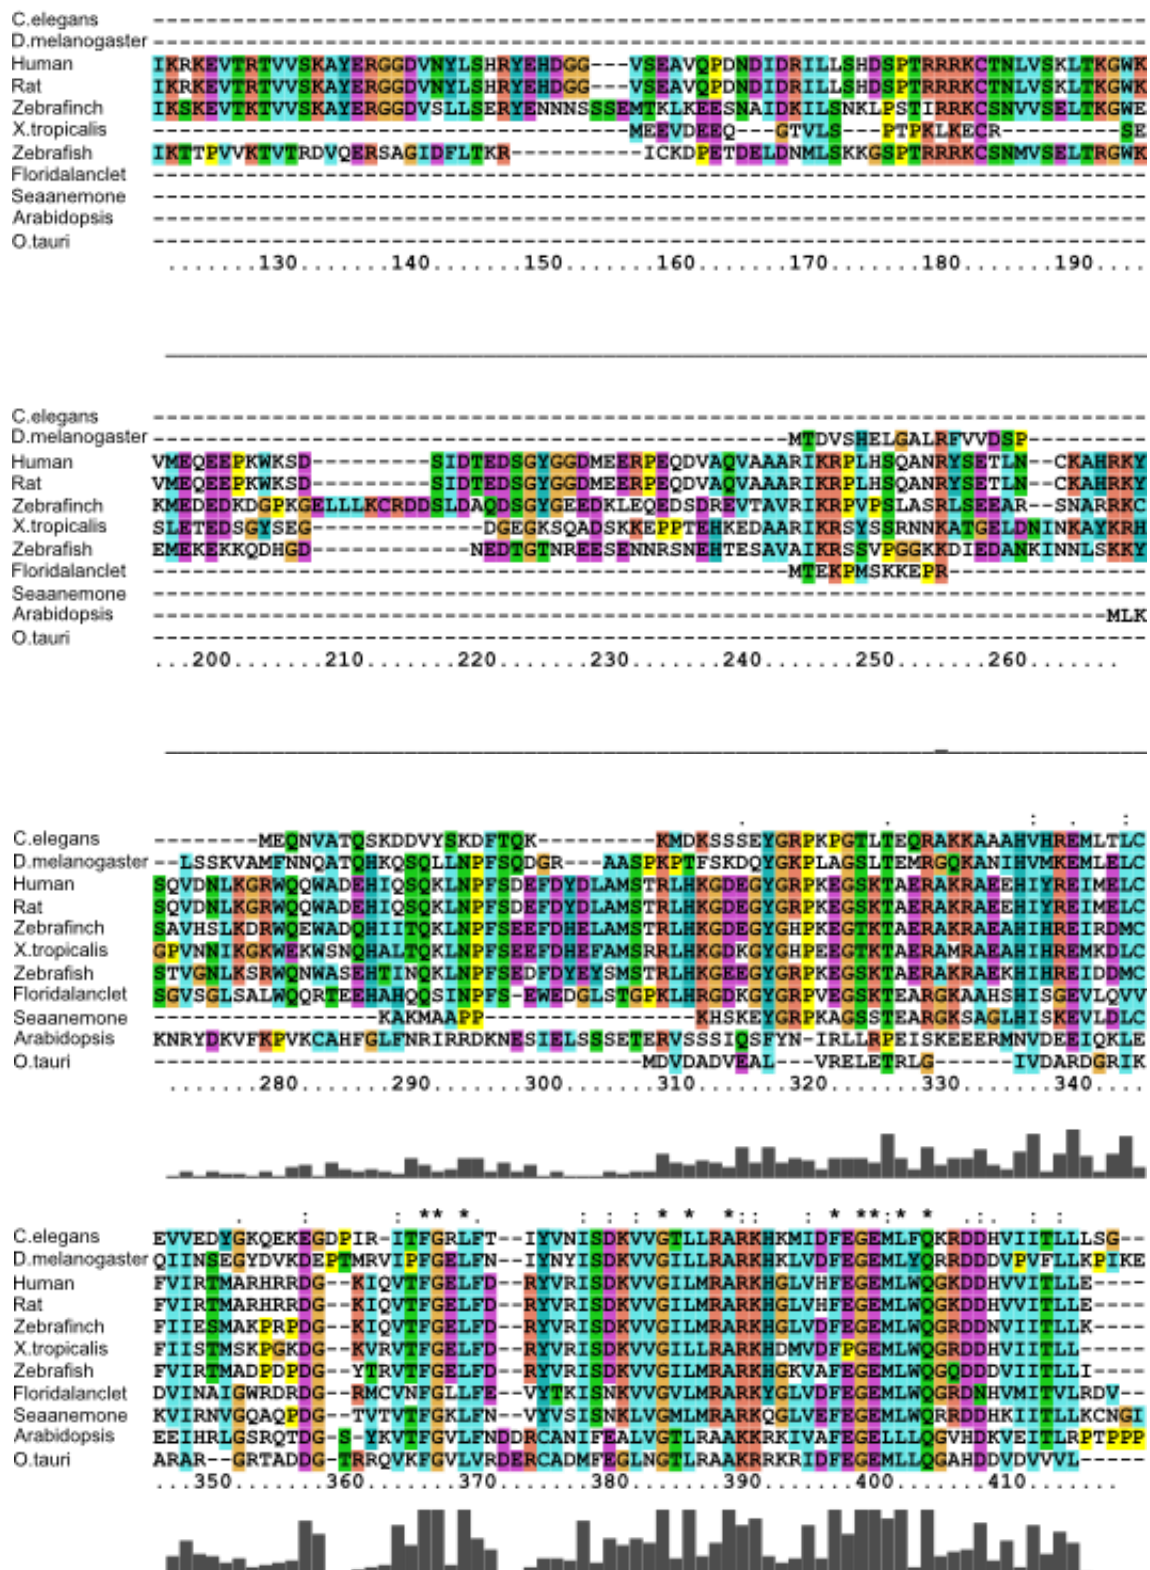 C.elegans ---------------------------------------------------------------------------
D.melanogaster ---------------------------------------------------------------------------
Human IKRKEVTRTVVSKAYERGGDVNYLSHRYEHDGG---VSEAVQPDNDIDRILLSHDSPTRRRKCTNLVSKLTKGWK
Rat IKRKEVTRTVVSKAYERGGDVNYLSHRYEHDGG---VSEAVQPDNDIDRILLSHDSPTRRRKCTNLVSKLTKGWK
Zebrafinch IKSKEVTKTVVSKAYERGGDVSLLSERYENNNSSSEMTKLKEESNAIDKILSNKLPSTIRRKCSNVVSELTKGWE
X.tropicalis ------------------------------------MEEVDEEQ---GTVLS---PTPKLKECR---------SE
Zebrafish IKTTPVVKTVTRDVQERSAGIDFLTKR----------ICKDPETDELDNMLSKKGSPTRRRKCSNMVSELTRGWK
Floridalanclet ---------------------------------------------------------------------------
Seaanemone ---------------------------------------------------------------------------
Arabidopsis ---------------------------------------------------------------------------
O.tauri ---------------------------------------------------------------------------
.......130.......140.......150.......160.......170.......180.......190.....
C.elegans ---------------------------------------------------------------------------
D.melanogaster ------------------------------------------------MTDVSHELGALRFVVDSP---------
Human VMEQEEPKWKSD---------SIDTEDSGYGGDMEERPEQDVAQVAAARIKRPLHSQANRYSETLN--CKAHRKY
Rat VMEQEEPKWKSD---------SIDTEDSGYGGDMEERPEQDVAQVAAARIKRPLHSQANRYSETLN--CKAHRKY
Zebrafinch KMEDEDKDGPKGELLLKCRDDSLDAQDSGYGEEDKLEQEDSDREVTAVRIKRPVPSLASRLSEEAR--SNARRKC
X.tropicalis SLETEDSGYSEG-------------DGEGKSQADSKKEPPTEHKEDAARIKRSYSSRNNKATGELDNINKAYKRH
Zebrafish EMEKEKKQDHGD------------NEDTGTNREESENNRSNEHTESAVAIKRSSVPGGKKDIEDANKINNLSKKY
Floridalanclet ------------------------------------------------MTEKPMSKKEPR---------------
Seaanemone ---------------------------------------------------------------------------
Arabidopsis ------------------------------------------------------------------------MLK
O.tauri ---------------------------------------------------------------------------
...200.......210.......220.......230.......240.......250.......260.......
. : . :
C.elegans --------MEQNVATQSKDDVYSKDFTQK---------KMDKSSSSEYGRPKPGTLTEQRAKKAAAHVHREMLTLC
D.melanogaster --LSSKVAMFNNQATQHKQSQLLNPFSQDGR---AASPKPTFSKDQYGKPLAGSLTEMRGQKANIHVMKEMLELC
Human SQVDNLKGRWQQWADEHIQSQKLNPFSDEFDYDLAMSTRLHKGDEGYGRPKEGSKTAERAKRAEEHIYREIMELC
Rat SQVDNLKGRWQQWADEHIQSQKLNPFSDEFDYDLAMSTRLHKGDEGYGRPKEGSKTAERAKRAEEHIYREIMELC
Zebrafinch SAVHSLKDRWQEWADQHIITQKLNPFSEEFDHELAMSTRLHKGDEGYGHPKEGTKTAERAKRAEAHIHREIRDMC
X.tropicalis GPVNNIKGKWEKWSNQHALTQKLNPFSEEFDHEFAMSRRLHKGDKGYGHPEEGTKTAERAMRAEAHIHREMKDLC
Zebrafish STVGNLKSRWQNWASEHTINQKLNPFSEDFDYEYSMSTRLHKGEEGYGRPKEGSKTAERAKRAEKHIHREIDDMC
Floridalanclet SGVSGLSALWQQRTEEHAHQQSINPFS-EWEDGLSTGPKLHRGDKGYGRPVEGSKTEARGKAAHSHISGEVLQVV
Seaanemone -----------------KAKMAAPP----------------KHSKEYGRPKAGSSTEARGKSAGLHISKEVLDLC
Arabidopsis KNRYDKVFKPVKCAHFGLFNRIRRDKNESIELSSSETERVSSSIQSFYN-IRLLRPEISKEEERMNVDEEIQKLE
O.tauri -------------------------------------MDVDADVEAL---VRELETRLG------IVDARDGRIK
........280.......290.......300.......310.......320.......330.......340.....
. : : ** *. : : * * *:: * **:* * :: : :
C.elegans EVVEDYGKQEKEGDPIR-ITFGRLFT--IYVNISDKVVGTLLRARKHKMIDFEGEMLFQKRDDHVIITLLLSG--
D.melanogaster QIINSEGYDVKDEPTMRVIPFGELFN--IYNYISDKVVGILLRARKHKLVDFEGEMLYQRRDDDVPVFLLKPIKE
Human FVIRTMARHRRDG--KIQVTFGELFD--RYVRISDKVVGILMRARKHGLVHFEGEMLWQGKDDHVVITLLE----
Rat FVIRTMARHRRDG--KIQVTFGELFD--RYVRISDKVVGILMRARKHGLVHFEGEMLWQGKDDHVVITLLE----
Zebrafinch FIIESMAKPRPDG--KIQVTFGELFD--RYVRISDKVVGILMRARKHGLVDFEGEMLWQGRDDNVVITLLK----
X.tropicalis FIISTMSKPGKDG--KVRVTFGELFD--RYVRISDKVVGILMRARKHDMVDFPGEMLWQGRDDHVIITLMS----
Zebrafish FVIRTMADPDPDG--YTRVTFGELFD--RYVRISDKVVGILMRARKHGKVAFEGEMLWQGQDDDVIITLLI----
Floridalanclet DVINAIGWRDRDG--RMCVNFGLLFE--VYTKISNKVVGVLMRARKYGLVDFEGEMLWQGRDNHVMITVLRDV--
Seaanemone KVIRNVGQAQPDG--TVTVTFGKLFN--VYVSISNKLVGMLMRARKQGLVEFEGEMLWQRRDDHKIITLLKCNGI
Arabidopsis EEIHRLGSRQTDG-S-YKVTFGVLFNDDRCANIFEALVGTLRAAKKRKIVAFEGELLLQGVHDKVEITLRPTPPP
O.tauri ARAR--GRTADDG-TRRQVKFGVLVRDERCADMFEGLNGTLRAAKRRKRIDFEGEMLLQGAHDDVDVVVL-----
...350.......360.......370.......380.......390.......400.......410.......